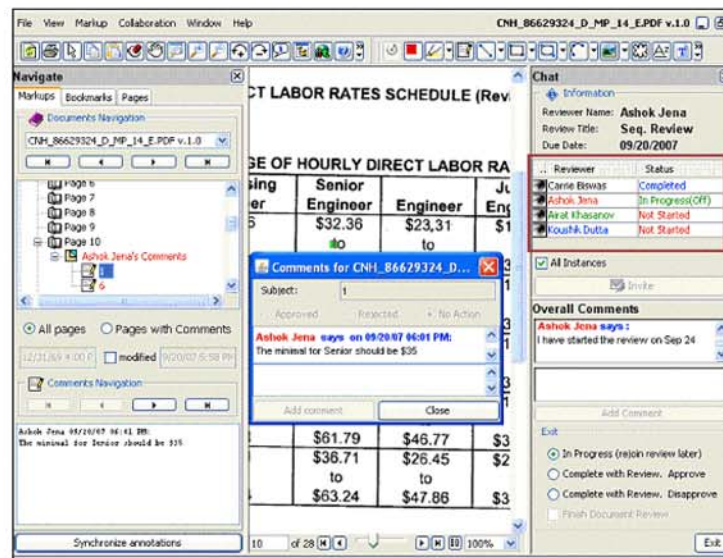 File View Markup Collaboration Window Help
CNH_86629324_D_MP_14_E.PDF v.1.0
Navigate
Markups Bookmarks Pages
Documents Navigation
CNH_86629324_D_MP_14_E.PDF v.1.0
Page 6
Page 7
Page 8
Page 9
Page 10
Ashok Jena's Comments
1
6
All pages Pages with Comments
modified
Comments Navigation
Ashok Jena 09/20/07 06:01 PM:
The minimal for Senior should be $35
Synchronize annotations
CT LABOR RATES SCHEDULE (Rev
GE OF HOURLY DIRECT LABOR RA
Senior Engineer
Engineer
$32.36 $23,31
to to
Comments for CNH_86629324_D...
Subject: 1
Approved Rejected No Action
Ashok Jena says on 09/20/07 06:01 PM:
The minimal for Senior should be $35
Add comment Close
$61.79 $46.77
$36.71 $26.45
to to
$63.24 $47.86
10 of 28 100%
Chat
Information
Reviewer Name: Ashok Jena
Review Title: Seq. Review
Due Date: 09/20/2007
.. Reviewer Status
Carrie Biswas Completed
Ashok Jena In Progress(Off)
Airat Khasanov Not Started
Koushik Dutta Not Started
All Instances
Invite
Overall Comments
Ashok Jena says :
I have started the review on Sep 24
Add Comment
Exit
In Progress (rejoin review later)
Complete with Review. Approve
Complete with Review. Disapprove
Finish Document Review
Exit